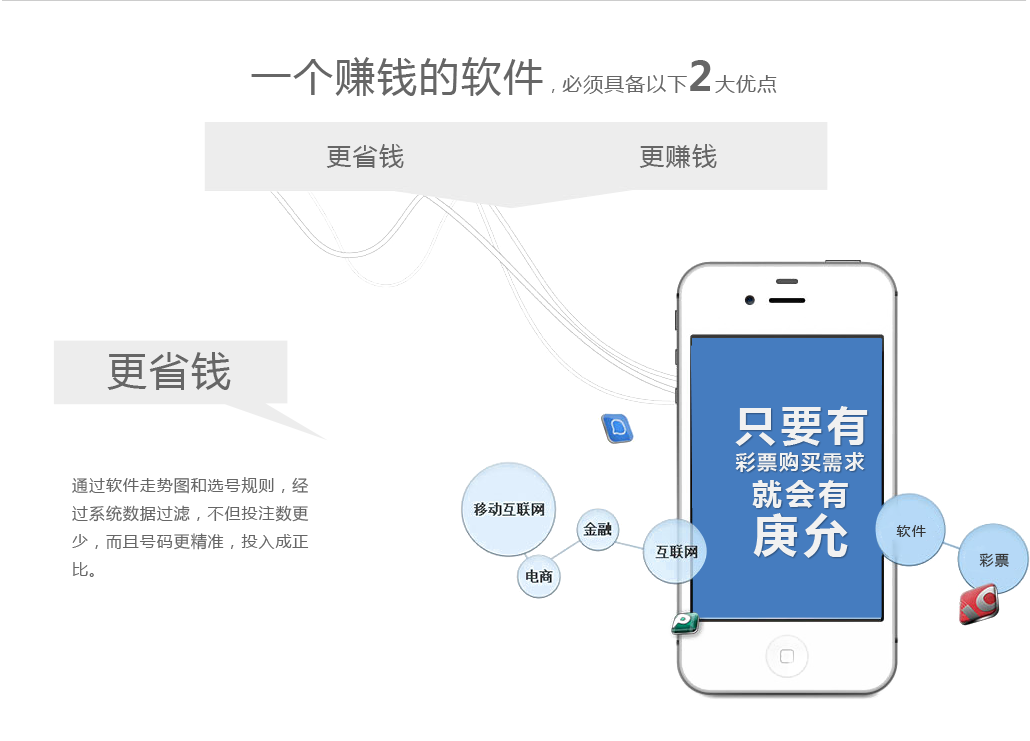 一个赚钱的软件，必须具备以下2大优点
更省钱
更赚钱
更省钱
通过软件走势图和选号规则，经
过系统数据过滤，不但投注数更
少，而且号码更精准，投入成正
比。
只要有
彩票购买需求
就会有
庚允
移动互联网
电商
金融
互联网
软件
彩票